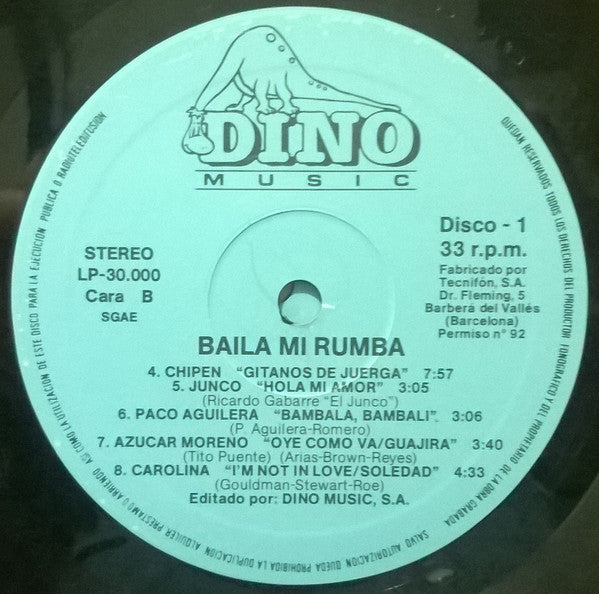 DINO
MUSIC
STEREO
LP-30.000
Cara B
SGAE
Disco - 1
33 r.p.m.
Fabricado por
Tecnifón, S.A.
Dr. Fleming, 5
Barberá del Vallés
(Barcelona)
Permiso n° 92
BAILA MI RUMBA
4. CHIPEN "GITANOS DE JUERGA" 7:57
5. JUNCO "HOLA MI AMOR" 3:05
(Ricardo Gabarre "El Junco")
6. PACO AGUILERA "BAMBALA, BAMBALI" 3:06
(P. Aguilera-Romero)
7. AZUCAR MORENO "OYE COMO VA/GUAJIRA" 3:40
(Tito Puente) (Arias-Brown-Reyes)
8. CAROLINA "I'M NOT IN LOVE/SOLEDAD" 4:33
(Gouldman-Stewart-Roe)
Editado por: DINO MUSIC, S.A.
QUEDAN RESERVADOS TODOS LOS DERECHOS DEL PRODUCTOR FONOGRAFICO Y DEL PROPIETARIO DE LA OBRA GRABADA. SALVO AUTORIZACION QUEDA PROHIBIDA LA DUPLICACION ALQUILER PRESTAMO O ARRIENDO ASI COMO LA UTILIZACION DE ESTE DISCO PARA LA EJECUCION PUBLICA O RADIOTELEDIFUSION